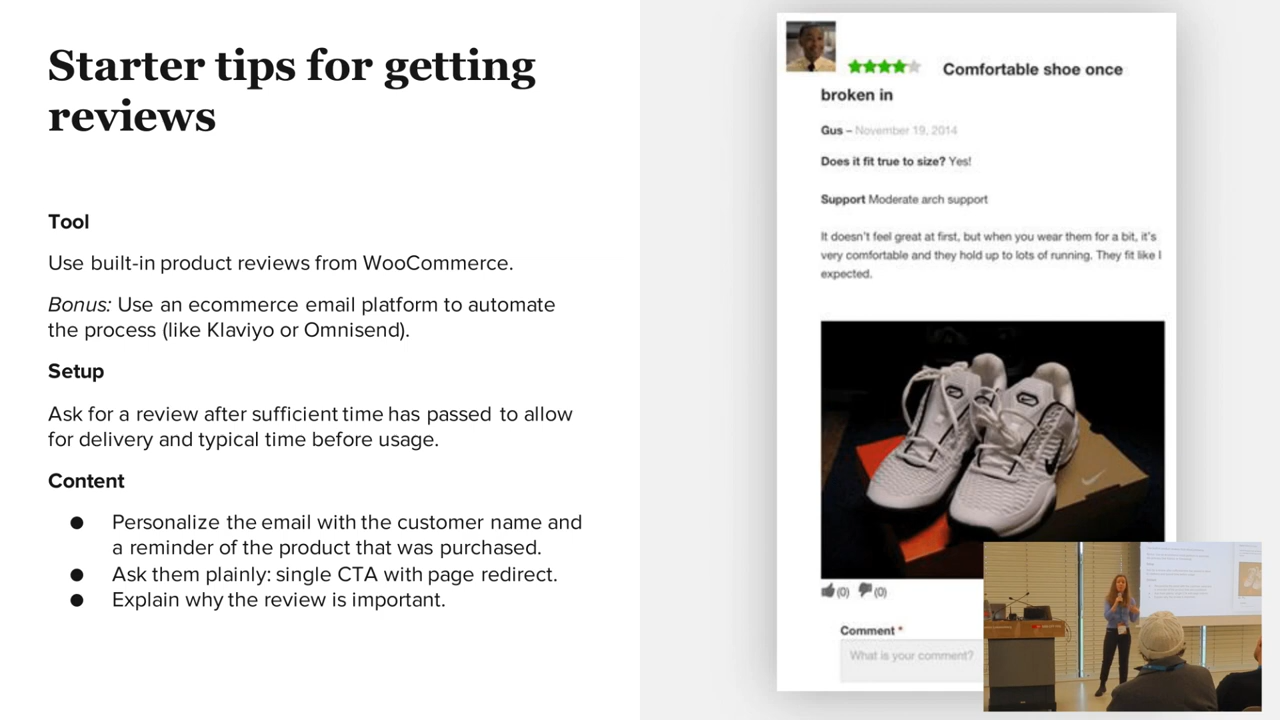 Starter tips for getting
reviews
Tool
Use built-in product reviews from WooCommerce.
Bonus: Use an ecommerce email platform to automate
the process (like Klaviyo or Omnisend).
Setup
Ask for a review after sufficient time has passed to allow
for delivery and typical time before usage.
Content
● Personalize the email with the customer name and
a reminder of the product that was purchased.
● Ask them plainly: single CTA with page redirect.
● Explain why the review is important.
Comfortable shoe once
broken in
Gus – November 19, 2014
Does it fit true to size? Yes!
Support Moderate arch support
It doesn't feel great at first, but when you wear them for a bit, it's
very comfortable and they hold up to lots of running. They fit like I
expected.
(0) (0)
Comment *
What is your comment?